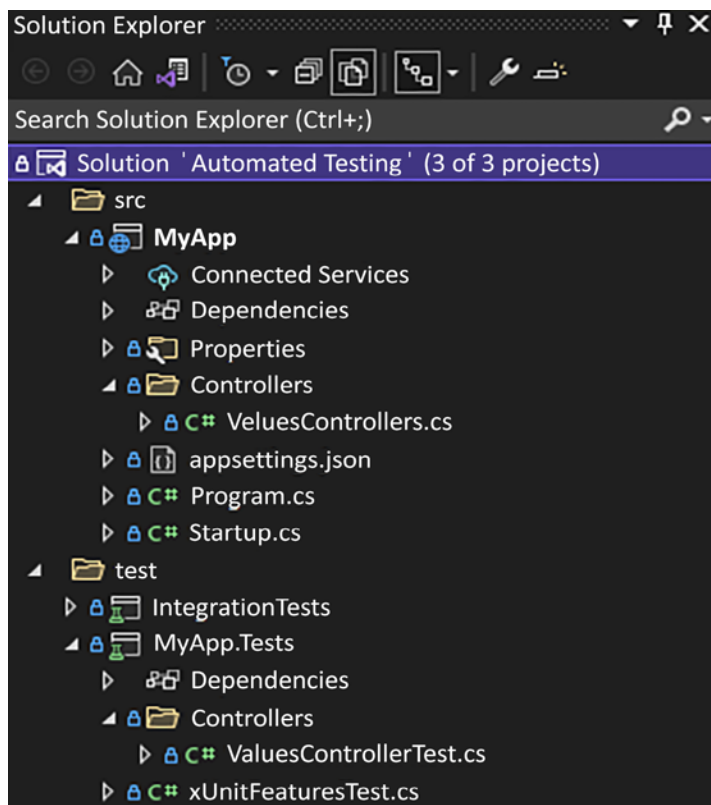 Solution Explorer
Search Solution Explorer (Ctrl+;)
Solution 'Automated Testing' (3 of 3 projects)
src
MyApp
Connected Services
Dependencies
Properties
Controllers
C# VeluesControllers.cs
appsettings.json
C# Program.cs
C# Startup.cs
test
IntegrationTests
MyApp.Tests
Dependencies
Controllers
C# ValuesControllerTest.cs
C# xUnitFeaturesTest.cs